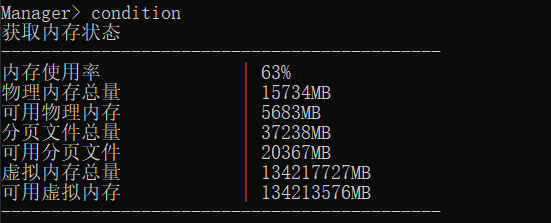 Manager> condition
获取内存状态
--------------------------------------------
内存使用率 | 63%
物理内存总量 | 15734MB
可用物理内存 | 5683MB
分页文件总量 | 37238MB
可用分页文件 | 20367MB
虚拟内存总量 | 134217727MB
可用虚拟内存 | 134213576MB
--------------------------------------------